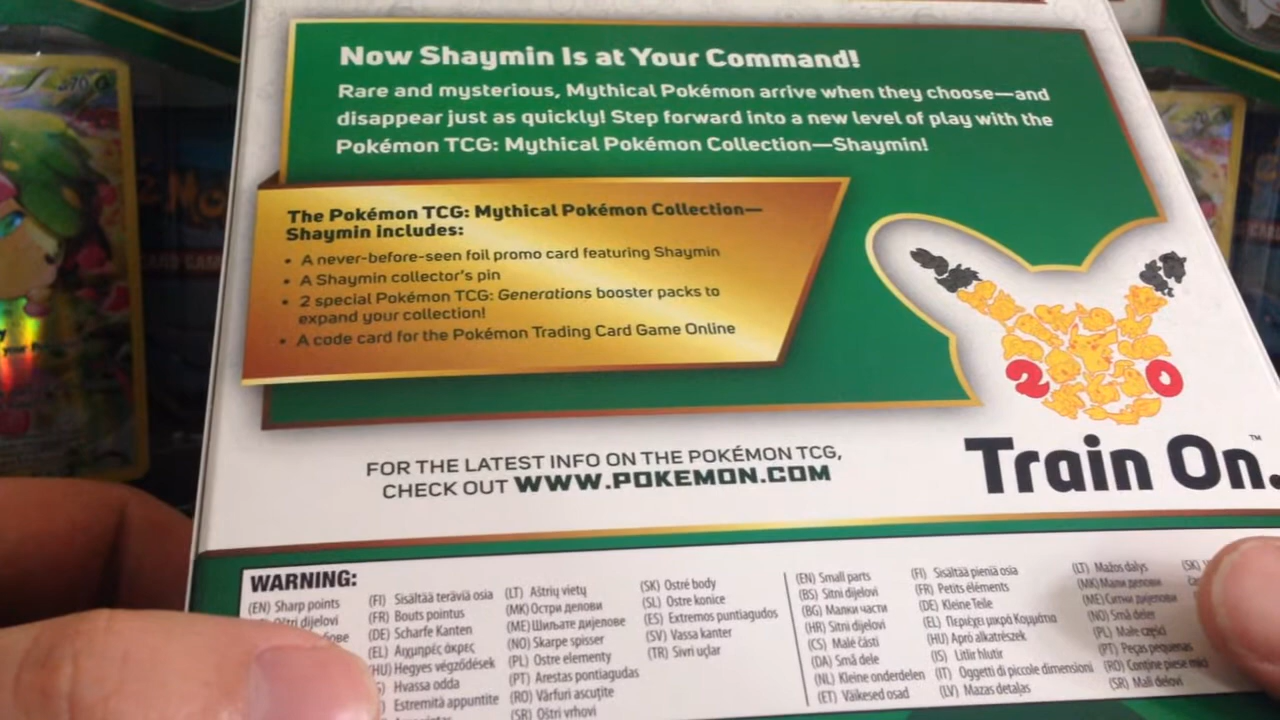 Now Shaymin Is at Your Command!
Rare and mysterious, Mythical Pokémon arrive when they choose—and
disappear just as quickly! Step forward into a new level of play with the
Pokémon TCG: Mythical Pokémon Collection—Shaymin!
The Pokémon TCG: Mythical Pokémon Collection—
Shaymin includes:
• A never-before-seen foil promo card featuring Shaymin
• A Shaymin collector's pin
• 2 special Pokémon TCG: Generations booster packs to
expand your collection!
• A code card for the Pokémon Trading Card Game Online
20
Train On.™
FOR THE LATEST INFO ON THE POKÉMON TCG,
CHECK OUT WWW.POKEMON.COM
WARNING:
(EN) Sharp points
dijelovi
(FI) Sisältää teräviä osia
(FR) Bouts pointus
(DE) Scharfe Kanten
(EL) Αιχμηρές άκρες
(HU) Hegyes végződések
Hvassa odda
Estremità appuntite
(LT) Aštrių vietų
(MK) Остри делови
(ME) Шиљате дијелове
(NO) Skarpe spisser
(PL) Ostre elementy
(PT) Arestas pontiagudas
(RO) Vârfuri ascuțite
(SR) Oštri vrhovi
(SK) Ostré body
(SL) Ostre konice
(ES) Extremos puntiagudos
(SV) Vassa kanter
(TR) Sivri uçlar
(EN) Small parts
(BS) Sitni dijelovi
(BG) Малки части
(HR) Sitni dijelovi
(CS) Malé části
(DA) Små dele
(NL) Kleine onderdelen
(ET) Väikesed osad
(FI) Sisältää pieniä osia
(FR) Petits éléments
(DE) Kleine Teile
(EL) Περιέχει μικρά Κομμάτια
(HU) Apró alkatrészek
(IS) Litlir hlutir
(IT) Oggetti di piccole dimensioni
(LV) Mazas detaļas
(LT) Mažos dalys
(MK) Мали делови
(ME) Ситни дијелови
(NO) Små deler
(PL) Małe części
(PT) Peças pequenas
(RO) Conține piese mici
(SR) Mali delovi
(SK)